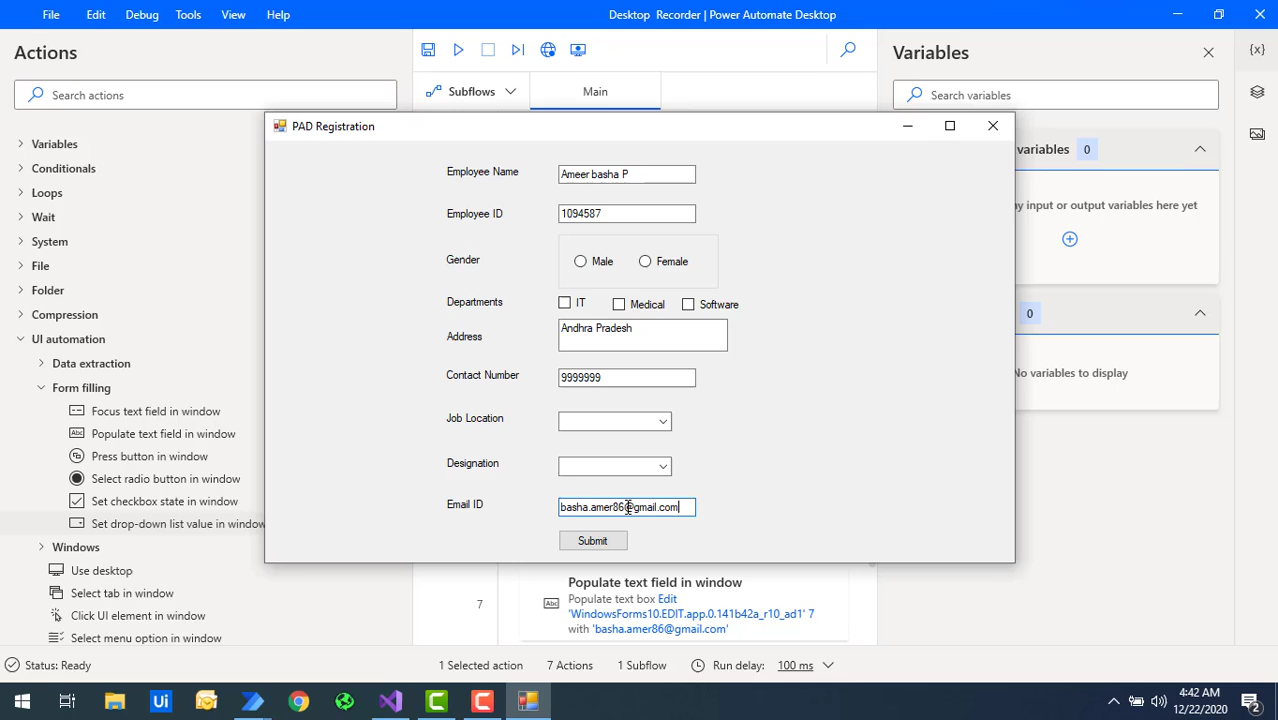 File Edit Debug Tools View Help Desktop Recorder | Power Automate Desktop
Actions
Search actions
Variables
Conditionals
Loops
Wait
System
File
Folder
Compression
UI automation
Data extraction
Form filling
Focus text field in window
Populate text field in window
Press button in window
Select radio button in window
Set checkbox state in window
Set drop-down list value in window
Windows
Use desktop
Select tab in window
Click UI element in window
Select menu option in window
Subflows Main
PAD Registration
Employee Name Ameer basha P
Employee ID 1094587
Gender Male Female
Departments IT Medical Software
Address Andhra Pradesh
Contact Number 9999999
Job Location
Designation
Email ID basha.amer86@gmail.com
Submit
7
Abc
Populate text field in window
Populate text box Edit
'WindowsForms10.EDIT.app.0.141b42a_r10_ad1' 7
with 'basha.amer86@gmail.com'
Variables {x}
Search variables
variables 0
y input or output variables here yet
0
No variables to display
Status: Ready 1 Selected action 7 Actions 1 Subflow Run delay: 100 ms
4:42 AM
12/22/2020
2